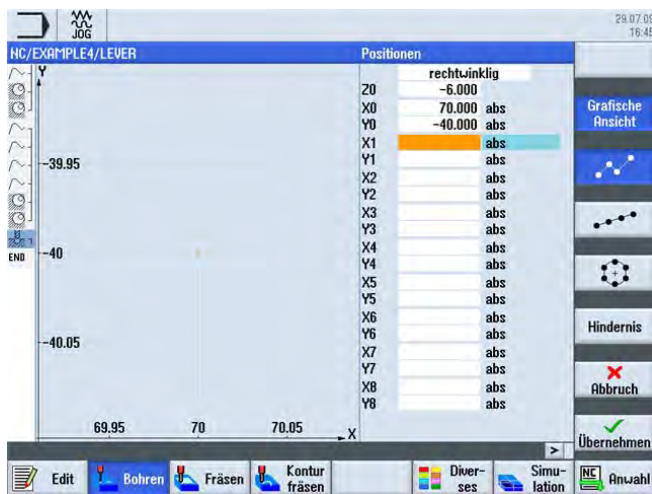 JOG
29.07.09
16:45
NC/EXAMPLE4/LEVER
Positionen
Y
-39.95
-40
-40.05
69.95 70 70.05 X
END
rechtwinklig
Z0 -6.000
X0 70.000 abs
Y0 -40.000 abs
X1 abs
Y1 abs
X2 abs
Y2 abs
X3 abs
Y3 abs
X4 abs
Y4 abs
X5 abs
Y5 abs
X6 abs
Y6 abs
X7 abs
Y7 abs
X8 abs
Y8 abs
Grafische
Ansicht
Hindernis
Abbruch
Übernehmen
>
Edit
Bohren
Fräsen
Kontur
fräsen
Diver-
ses
Simu-
lation
NC
Anwahl